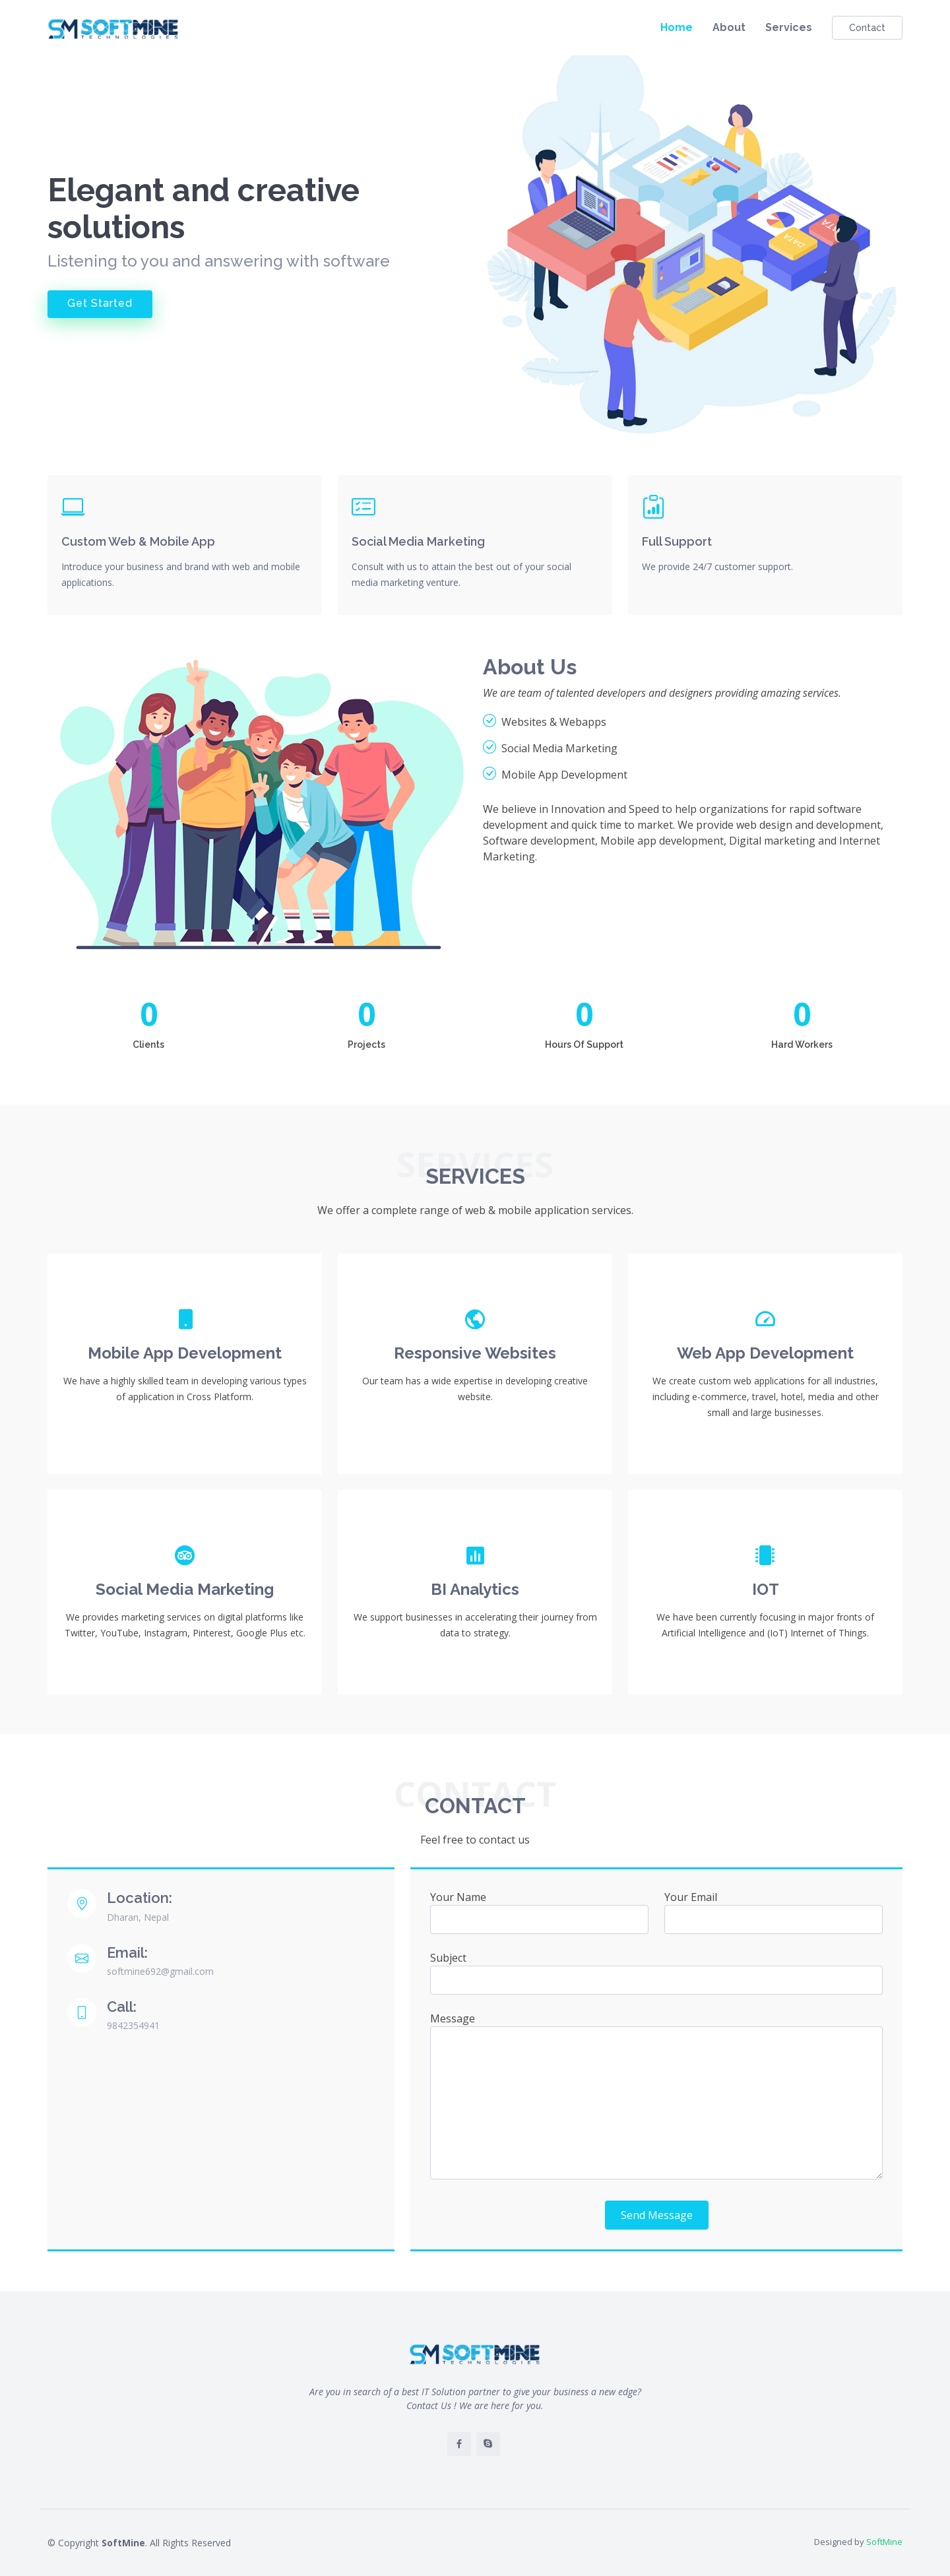 SM SOFTMINE
TECHNOLOGIES
Home
About
Services
Contact
Elegant and creative
solutions
Listening to you and answering with software
Get Started
DATA
DATA
Custom Web & Mobile App
Introduce your business and brand with web and mobile
applications.
Social Media Marketing
Consult with us to attain the best out of your social
media marketing venture.
Full Support
We provide 24/7 customer support.
About Us
We are team of talented developers and designers providing amazing services.
Websites & Webapps
Social Media Marketing
Mobile App Development
We believe in Innovation and Speed to help organizations for rapid software
development and quick time to market. We provide web design and development,
Software development, Mobile app development, Digital marketing and Internet
Marketing.
0
Clients
0
Projects
0
Hours Of Support
0
Hard Workers
SERVICES
SERVICES
We offer a complete range of web & mobile application services.
Mobile App Development
We have a highly skilled team in developing various types
of application in Cross Platform.
Responsive Websites
Our team has a wide expertise in developing creative
website.
Web App Development
We create custom web applications for all industries,
including e-commerce, travel, hotel, media and other
small and large businesses.
Social Media Marketing
We provides marketing services on digital platforms like
Twitter, YouTube, Instagram, Pinterest, Google Plus etc.
BI Analytics
We support businesses in accelerating their journey from
data to strategy.
IOT
We have been currently focusing in major fronts of
Artificial Intelligence and (IoT) Internet of Things.
CONTACT
CONTACT
Feel free to contact us
Location:
Dharan, Nepal
Email:
softmine692@gmail.com
Call:
9842354941
Your Name
Your Email
Subject
Message
Send Message
SM SOFTMINE
TECHNOLOGIES
Are you in search of a best IT Solution partner to give your business a new edge?
Contact Us ! We are here for you.
© Copyright SoftMine. All Rights Reserved
Designed by SoftMine